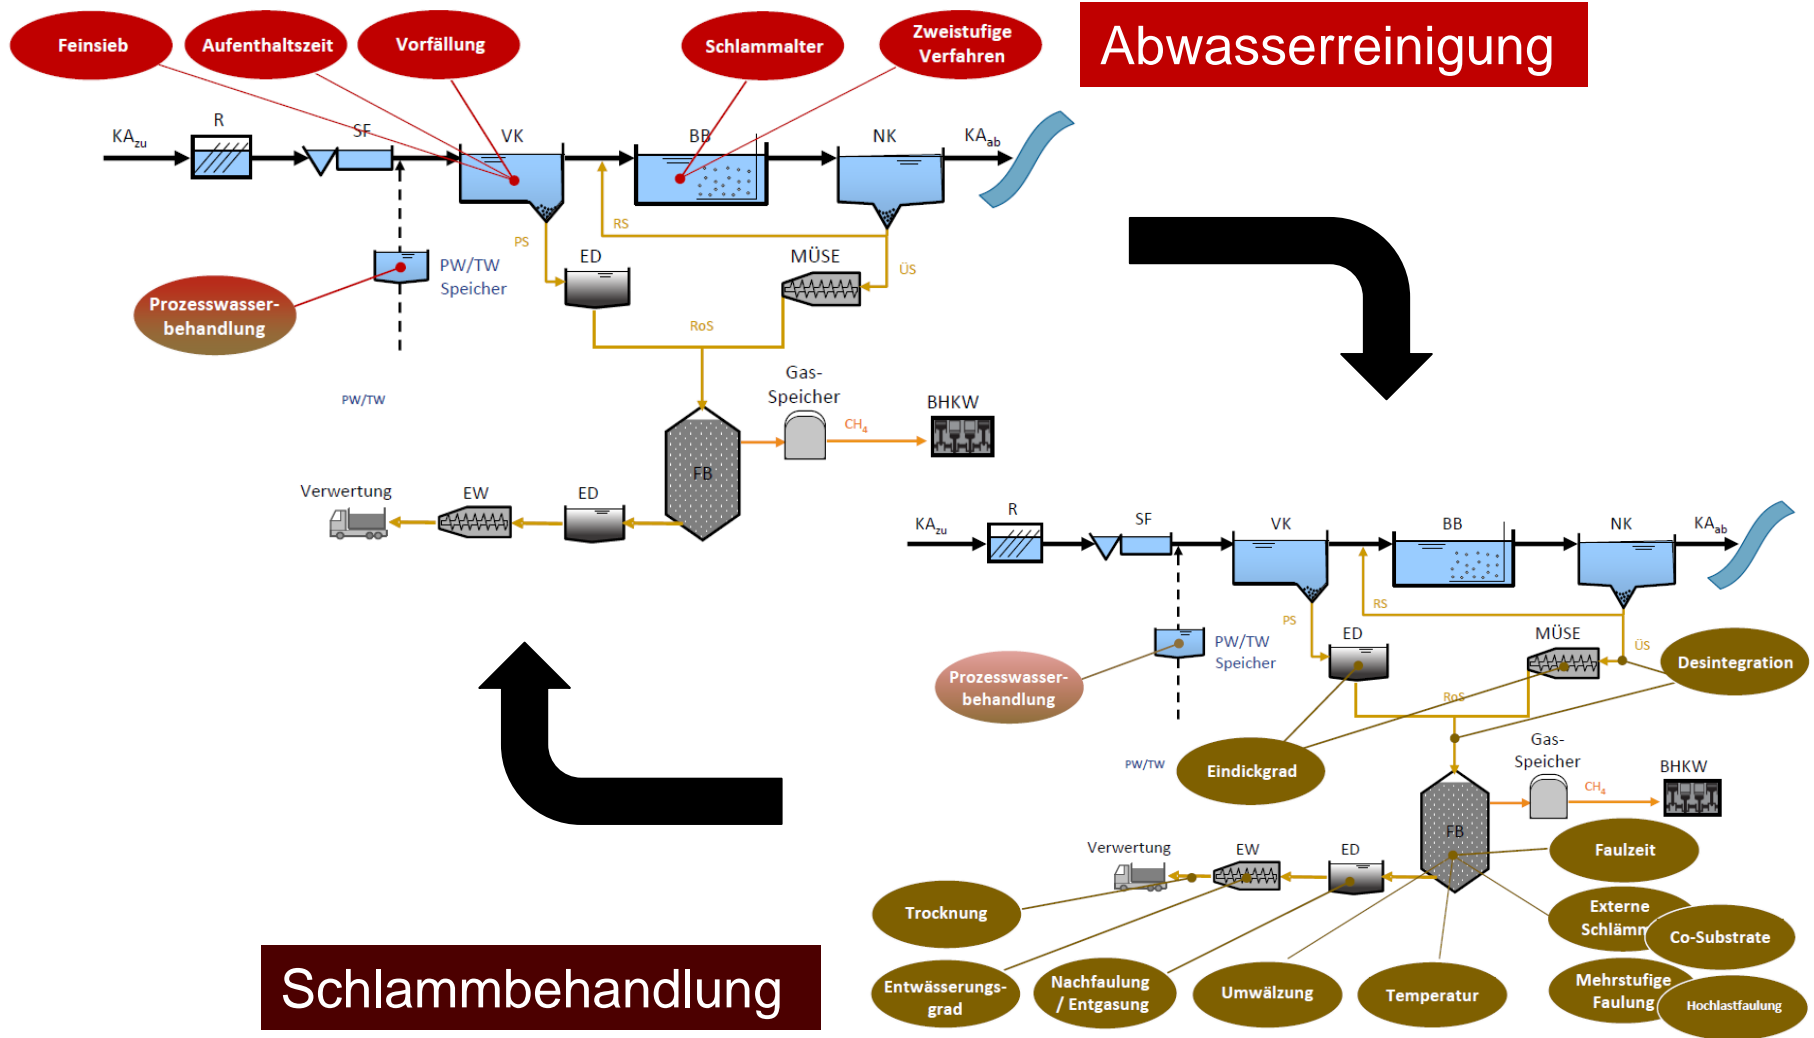 Abwasserreinigung
Feinsieb
Aufenthaltszeit
Vorfällung
Schlammalter
Zweistufige
Verfahren
KAzu
R
SF
VK
BB
NK
KAab
RS
PS
ED
MÜSE
ÜS
PW/TW
Speicher
Prozesswasser-
behandlung
RoS
PW/TW
Gas-
Speicher
CH4
BHKW
FB
Verwertung
EW
ED
KAzu
R
SF
VK
BB
NK
KAab
RS
PS
ED
MÜSE
ÜS
Desintegration
PW/TW
Speicher
Prozesswasser-
behandlung
RoS
PW/TW
Eindickgrad
Gas-
Speicher
CH4
BHKW
FB
Faulzeit
Verwertung
EW
ED
Trocknung
Externe
Schlämm
Co-Substrate
Entwässerungs-
grad
Nachfaulung
/ Entgasung
Umwälzung
Temperatur
Mehrstufige
Faulung
Hochlastfaulung
Schlammbehandlung